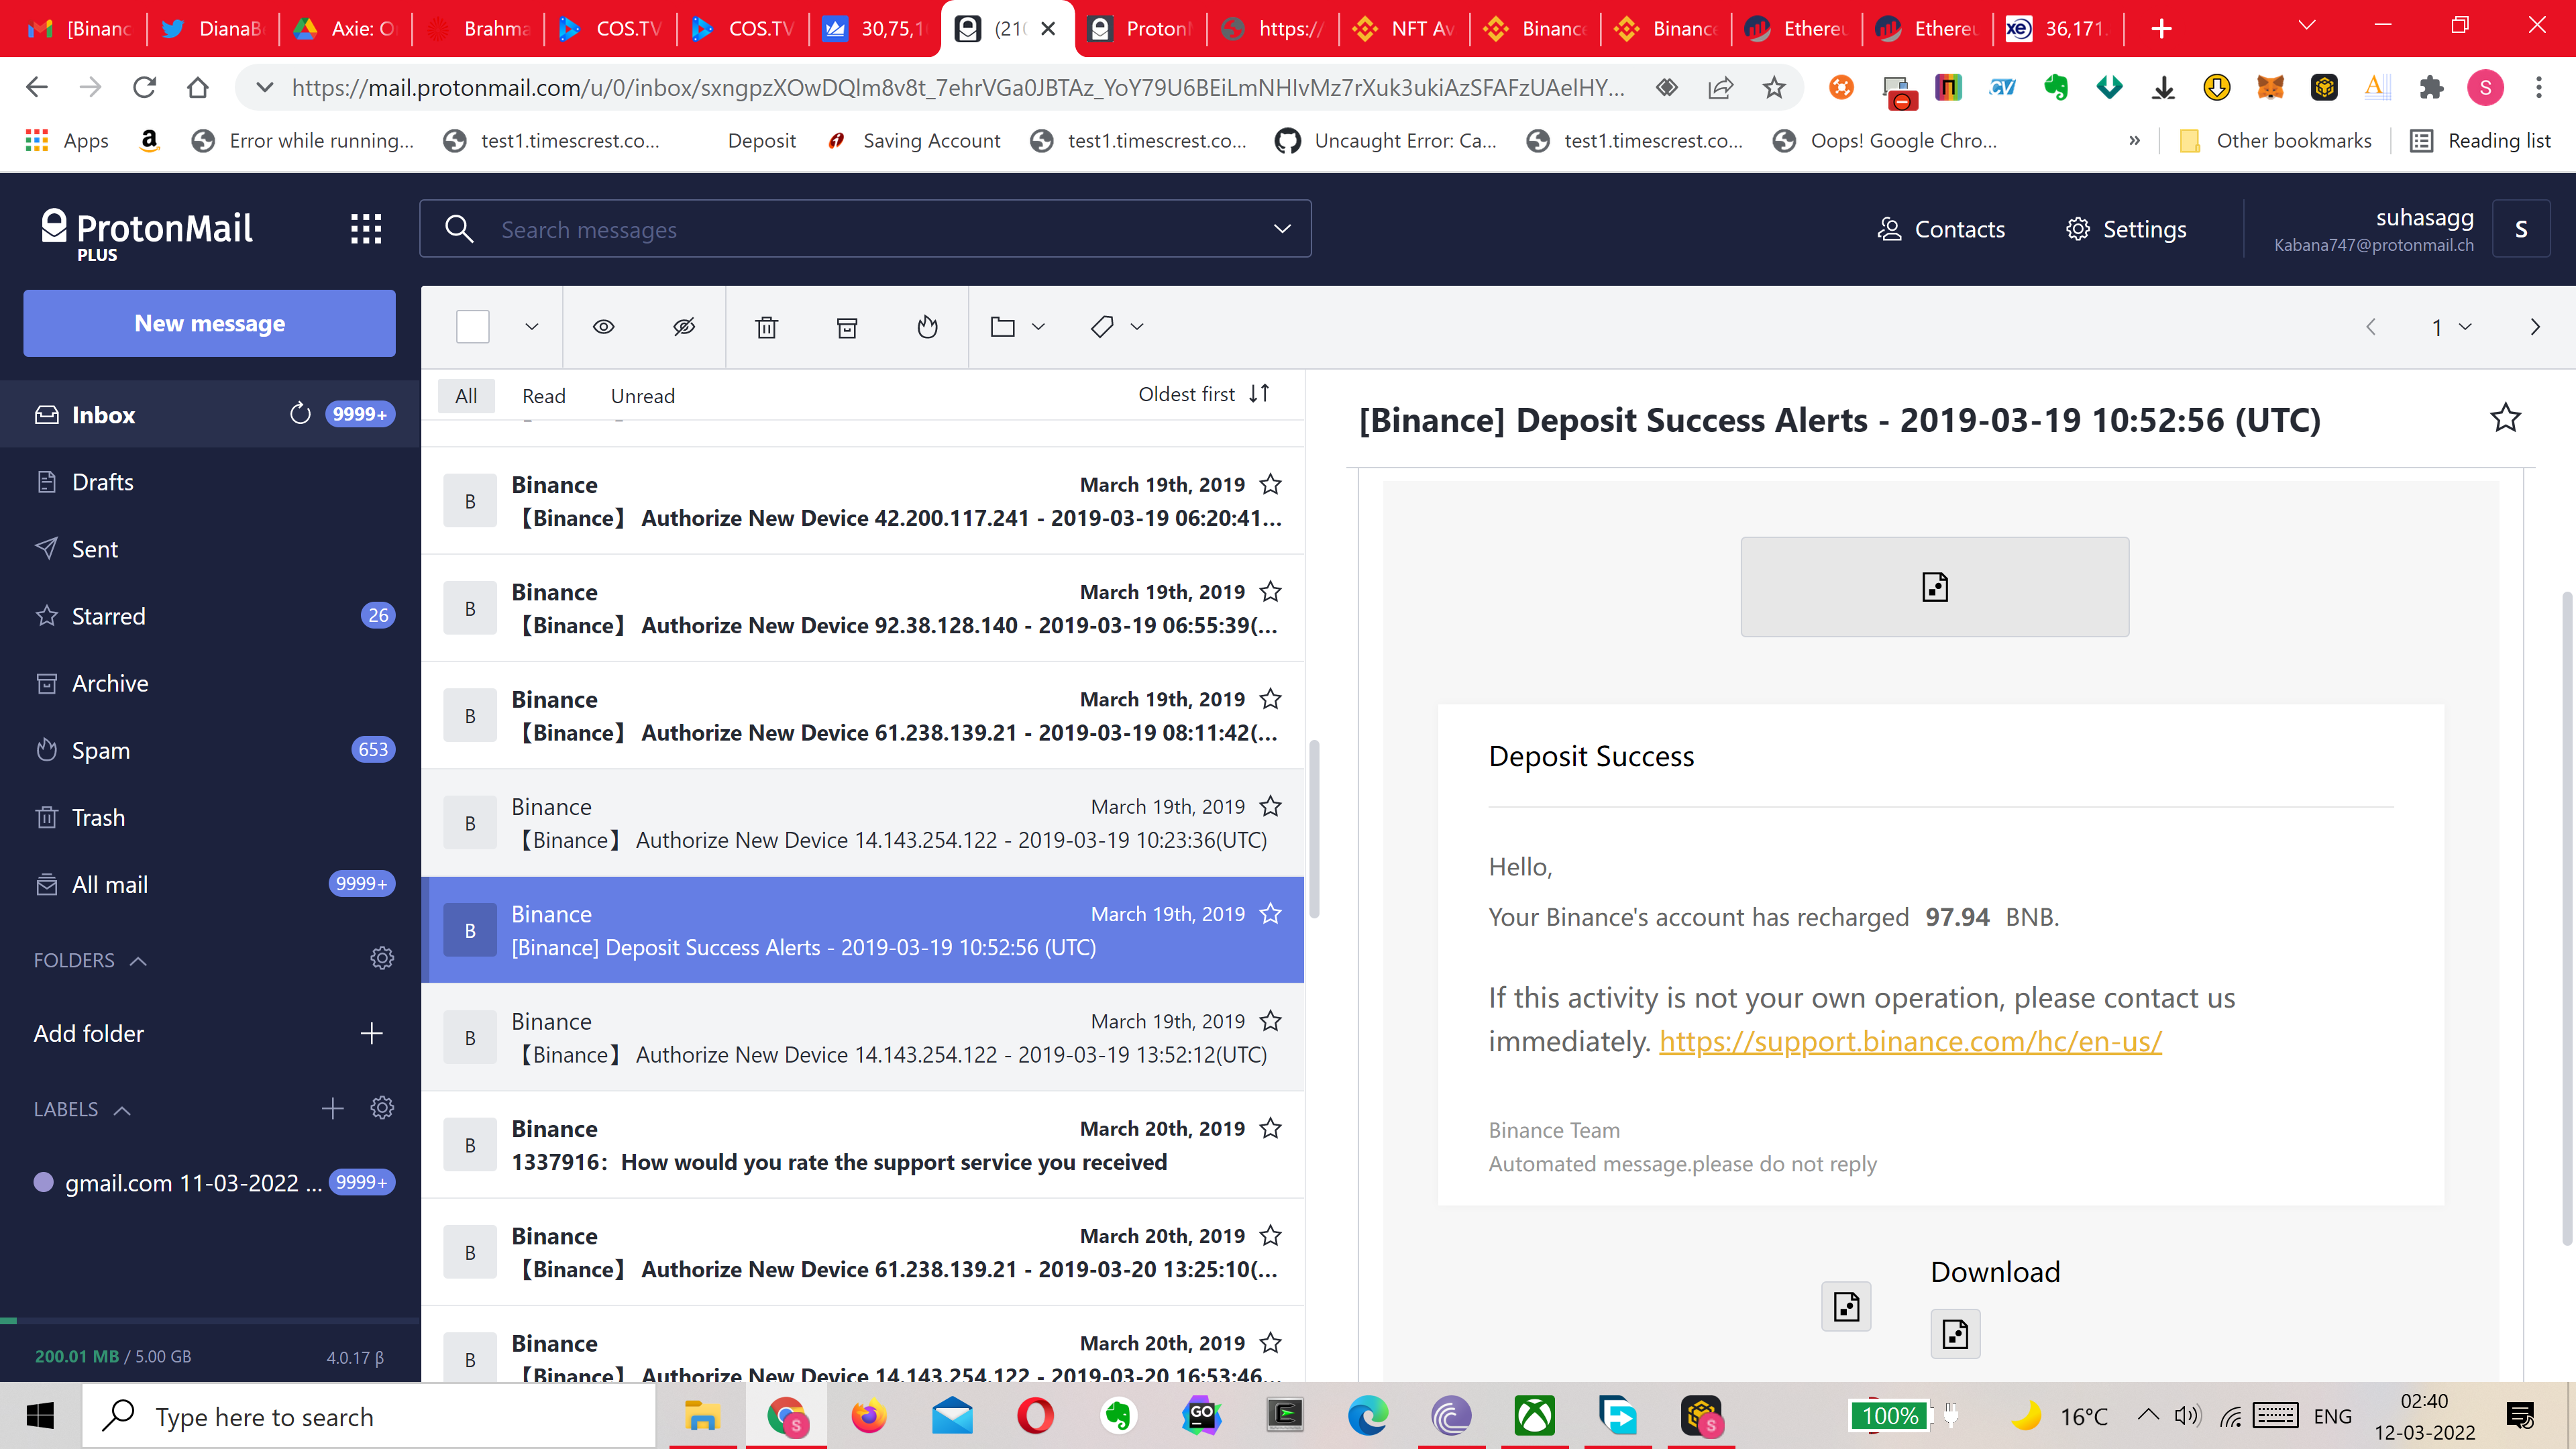 [Binanc
DianaB
Axie: O
Brahma
COS.TV
COS.TV
30,75,1
(210
Proton
https://
NFT Av
Binance
Binance
Ethereu
Ethereu
36,171.
https://mail.protonmail.com/u/0/inbox/sxngpzXOwDQlm8v8t_7ehrVGa0JBTAz_YoY79U6BEiLmNHIvMz7rXuk3ukiAzSFAFzUAelHY...
Apps
Error while running...
test1.timescrest.co...
Deposit
Saving Account
test1.timescrest.co...
Uncaught Error: Ca...
test1.timescrest.co...
Oops! Google Chro...
»
Other bookmarks
Reading list
ProtonMail
PLUS
Search messages
Contacts
Settings
suhasagg
Kabana747@protonmail.ch
S
New message
1
Inbox 9999+
Drafts
Sent
Starred 26
Archive
Spam 653
Trash
All mail 9999+
FOLDERS
Add folder
LABELS
gmail.com 11-03-2022 ... 9999+
200.01 MB / 5.00 GB
4.0.17 β
All Read Unread
Oldest first
B
Binance March 19th, 2019
【Binance】 Authorize New Device 42.200.117.241 - 2019-03-19 06:20:41...
B
Binance March 19th, 2019
【Binance】 Authorize New Device 92.38.128.140 - 2019-03-19 06:55:39(...
B
Binance March 19th, 2019
【Binance】 Authorize New Device 61.238.139.21 - 2019-03-19 08:11:42(...
B
Binance March 19th, 2019
【Binance】 Authorize New Device 14.143.254.122 - 2019-03-19 10:23:36(UTC)
B
Binance March 19th, 2019
[Binance] Deposit Success Alerts - 2019-03-19 10:52:56 (UTC)
B
Binance March 19th, 2019
【Binance】 Authorize New Device 14.143.254.122 - 2019-03-19 13:52:12(UTC)
B
Binance March 20th, 2019
1337916：How would you rate the support service you received
B
Binance March 20th, 2019
【Binance】 Authorize New Device 61.238.139.21 - 2019-03-20 13:25:10(...
B
Binance March 20th, 2019
【Binance】 Authorize New Device 14.143.254.122 - 2019-03-20 16:53:46...
[Binance] Deposit Success Alerts - 2019-03-19 10:52:56 (UTC)
Deposit Success
Hello,
Your Binance's account has recharged 97.94 BNB.
If this activity is not your own operation, please contact us
immediately. https://support.binance.com/hc/en-us/
Binance Team
Automated message.please do not reply
Download
Type here to search
100%
16°C
ENG
02:40
12-03-2022